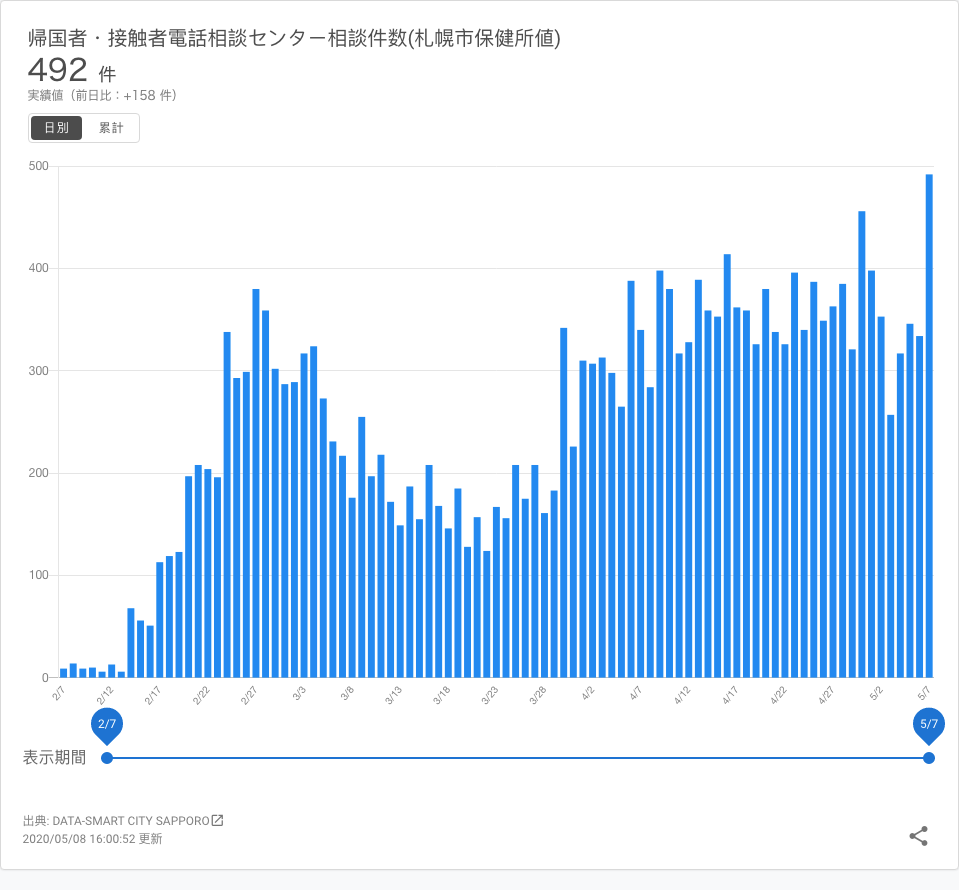 帰国者・接触者電話相談センター相談件数(札幌市保健所値)
492 件
実績値（前日比：+158 件）
日別 累計
500
400
300
200
100
0
2/7 2/12 2/17 2/22 2/27 3/3 3/8 3/13 3/18 3/23 3/28 4/2 4/7 4/12 4/17 4/22 4/27 5/2 5/7
2/7 5/7
表示期間
出典: DATA-SMART CITY SAPPORO
2020/05/08 16:00:52 更新